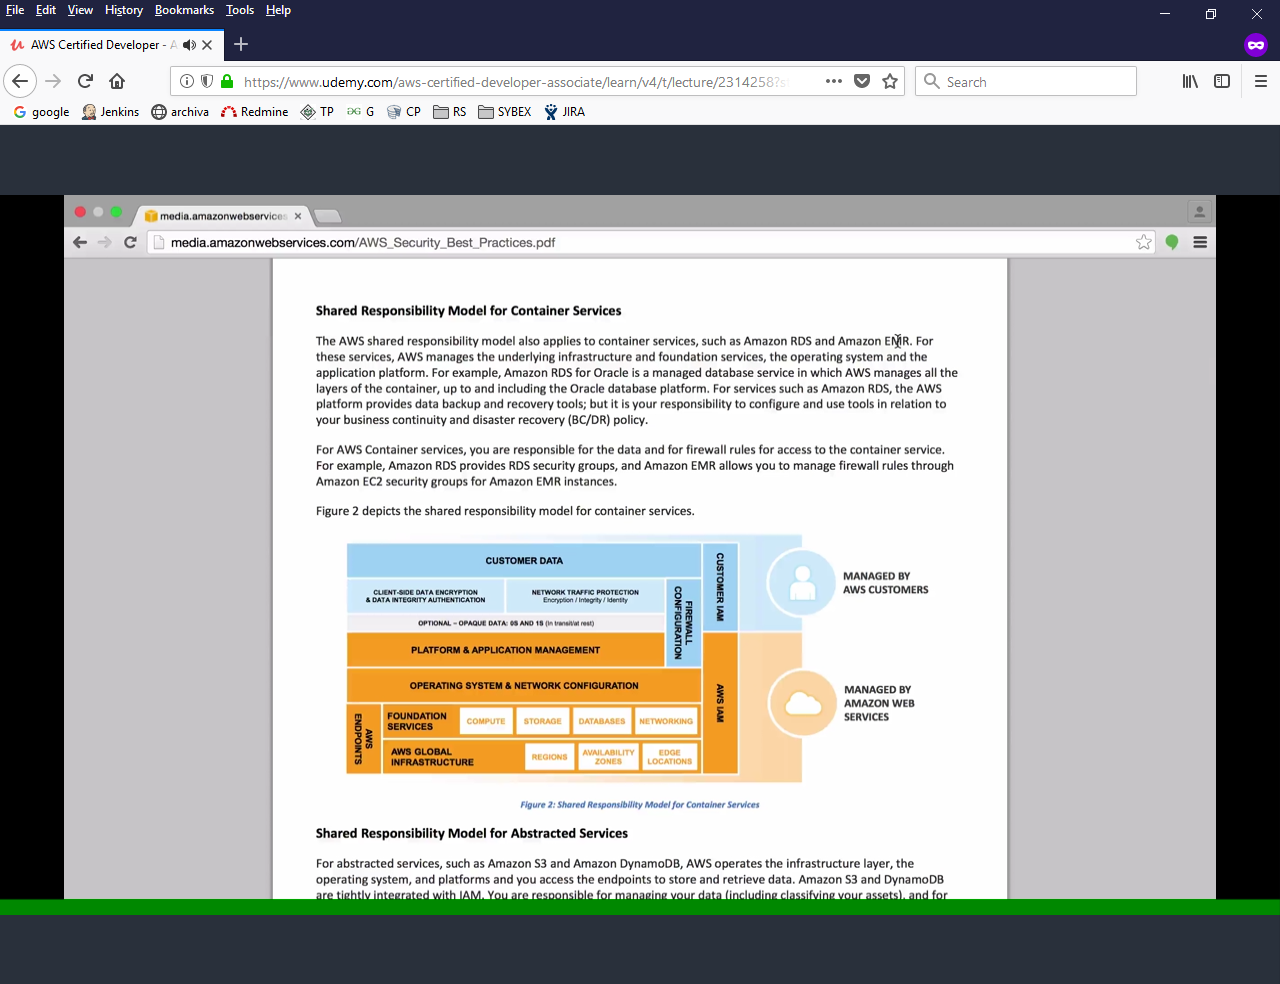 File Edit View History Bookmarks Tools Help
AWS Certified Developer - A
https://www.udemy.com/aws-certified-developer-associate/learn/v4/t/lecture/2314258?s
Search
google Jenkins archiva Redmine TP G CP RS SYBEX JIRA
media.amazonwebservices
media.amazonwebservices.com/AWS_Security_Best_Practices.pdf
Shared Responsibility Model for Container Services
The AWS shared responsibility model also applies to container services, such as Amazon RDS and Amazon EMR. For
these services, AWS manages the underlying infrastructure and foundation services, the operating system and the
application platform. For example, Amazon RDS for Oracle is a managed database service in which AWS manages all the
layers of the container, up to and including the Oracle database platform. For services such as Amazon RDS, the AWS
platform provides data backup and recovery tools; but it is your responsibility to configure and use tools in relation to
your business continuity and disaster recovery (BC/DR) policy.
For AWS Container services, you are responsible for the data and for firewall rules for access to the container service.
For example, Amazon RDS provides RDS security groups, and Amazon EMR allows you to manage firewall rules through
Amazon EC2 security groups for Amazon EMR instances.
Figure 2 depicts the shared responsibility model for container services.
CUSTOMER DATA
CLIENT-SIDE DATA ENCRYPTION
& DATA INTEGRITY AUTHENTICATION
NETWORK TRAFFIC PROTECTION
Encryption / Integrity / Identity
OPTIONAL – OPAQUE DATA: 0S AND 1S (In transit/at rest)
FIREWALL
CONFIGURATION
CUSTOMER IAM
PLATFORM & APPLICATION MANAGEMENT
OPERATING SYSTEM & NETWORK CONFIGURATION
AWS IAM
AWS
ENDPOINTS
FOUNDATION
SERVICES
COMPUTE STORAGE DATABASES NETWORKING
AWS GLOBAL
INFRASTRUCTURE
REGIONS
AVAILABILITY
ZONES
EDGE
LOCATIONS
MANAGED BY
AWS CUSTOMERS
MANAGED BY
AMAZON WEB
SERVICES
Figure 2: Shared Responsibility Model for Container Services
Shared Responsibility Model for Abstracted Services
For abstracted services, such as Amazon S3 and Amazon DynamoDB, AWS operates the infrastructure layer, the
operating system, and platforms and you access the endpoints to store and retrieve data. Amazon S3 and DynamoDB
are tightly integrated with IAM. You are responsible for managing your data (including classifying your assets), and for